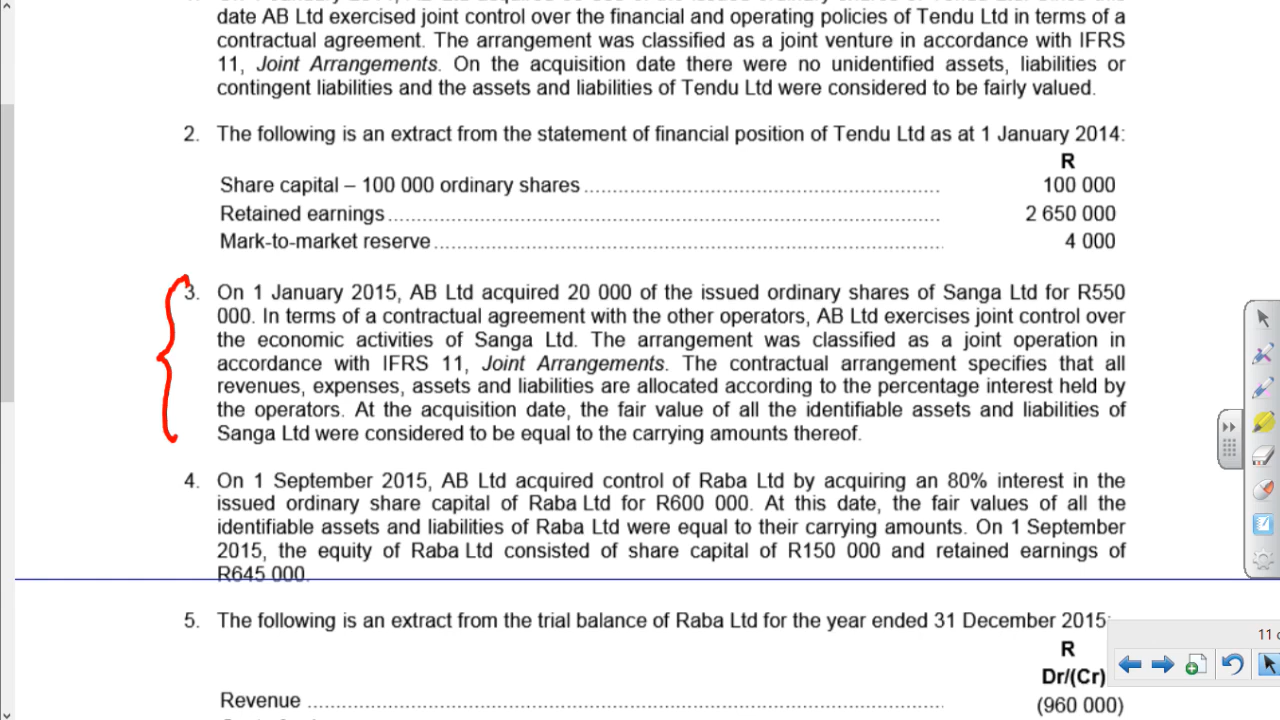 date AB Ltd exercised joint control over the financial and operating policies of Tendu Ltd in terms of a
contractual agreement. The arrangement was classified as a joint venture in accordance with IFRS
11, Joint Arrangements. On the acquisition date there were no unidentified assets, liabilities or
contingent liabilities and the assets and liabilities of Tendu Ltd were considered to be fairly valued.
2. The following is an extract from the statement of financial position of Tendu Ltd as at 1 January 2014:
R
Share capital – 100 000 ordinary shares ................................................................ 100 000
Retained earnings ................................................................ 2 650 000
Mark-to-market reserve ................................................................ 4 000
3. On 1 January 2015, AB Ltd acquired 20 000 of the issued ordinary shares of Sanga Ltd for R550
000. In terms of a contractual agreement with the other operators, AB Ltd exercises joint control over
the economic activities of Sanga Ltd. The arrangement was classified as a joint operation in
accordance with IFRS 11, Joint Arrangements. The contractual arrangement specifies that all
revenues, expenses, assets and liabilities are allocated according to the percentage interest held by
the operators. At the acquisition date, the fair value of all the identifiable assets and liabilities of
Sanga Ltd were considered to be equal to the carrying amounts thereof.
4. On 1 September 2015, AB Ltd acquired control of Raba Ltd by acquiring an 80% interest in the
issued ordinary share capital of Raba Ltd for R600 000. At this date, the fair values of all the
identifiable assets and liabilities of Raba Ltd were equal to their carrying amounts. On 1 September
2015, the equity of Raba Ltd consisted of share capital of R150 000 and retained earnings of
R645 000.
5. The following is an extract from the trial balance of Raba Ltd for the year ended 31 December 2015:
R
Dr/(Cr)
Revenue ................................................................ (960 000)
11